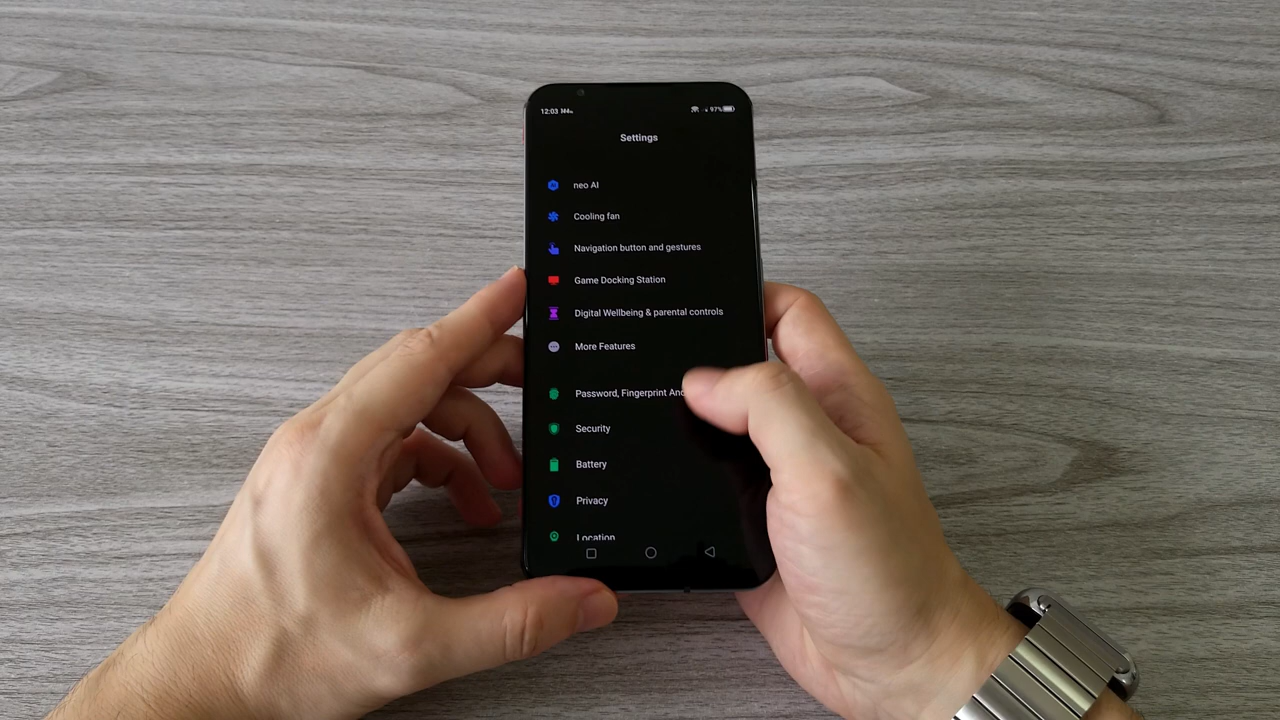 12:03
97%
Settings
neo AI
Cooling fan
Navigation button and gestures
Game Docking Station
Digital Wellbeing & parental controls
More Features
Password, Fingerprint And
Security
Battery
Privacy
Location